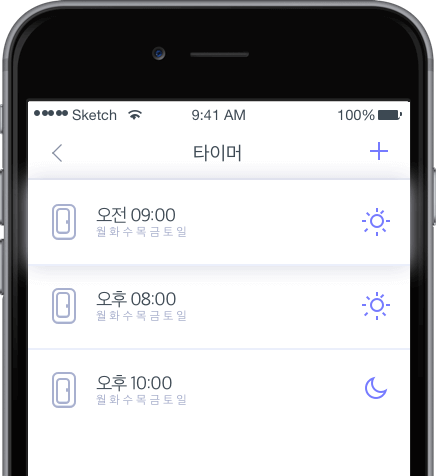 Sketch 9:41 AM 100%
타이머
오전 09:00
월 화 수 목 금 토 일
오후 08:00
월 화 수 목 금 토 일
오후 10:00
월 화 수 목 금 토 일